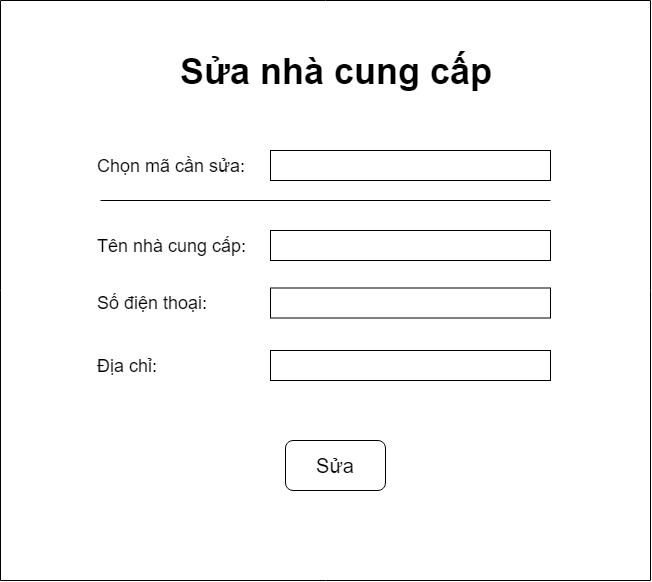 Sửa nhà cung cấp
Chọn mã cần sửa:
Tên nhà cung cấp:
Số điện thoại:
Địa chỉ:
Sửa